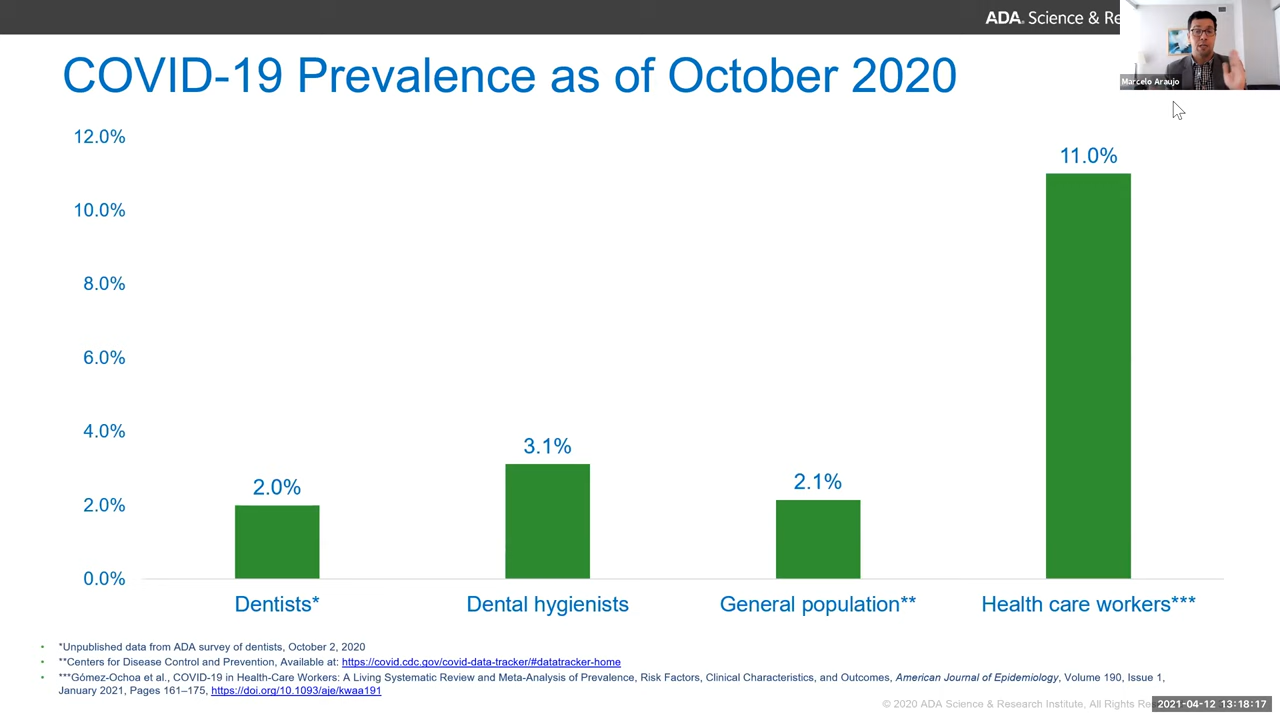 ADA. Science & Re
Marcelo Araujo
COVID-19 Prevalence as of October 2020
12.0%
10.0%
8.0%
6.0%
4.0%
2.0%
0.0%
2.0%
3.1%
2.1%
11.0%
Dentists*
Dental hygienists
General population**
Health care workers***
• *Unpublished data from ADA survey of dentists, October 2, 2020
• **Centers for Disease Control and Prevention, Available at: https://covid.cdc.gov/covid-data-tracker/#datatracker-home
• ***Gómez-Ochoa et al., COVID-19 in Health-Care Workers: A Living Systematic Review and Meta-Analysis of Prevalence, Risk Factors, Clinical Characteristics, and Outcomes, American Journal of Epidemiology, Volume 190, Issue 1,
January 2021, Pages 161–175, https://doi.org/10.1093/aje/kwaa191
© 2020 ADA Science & Research Institute, All Rights Re
2021-04-12 13:18:17